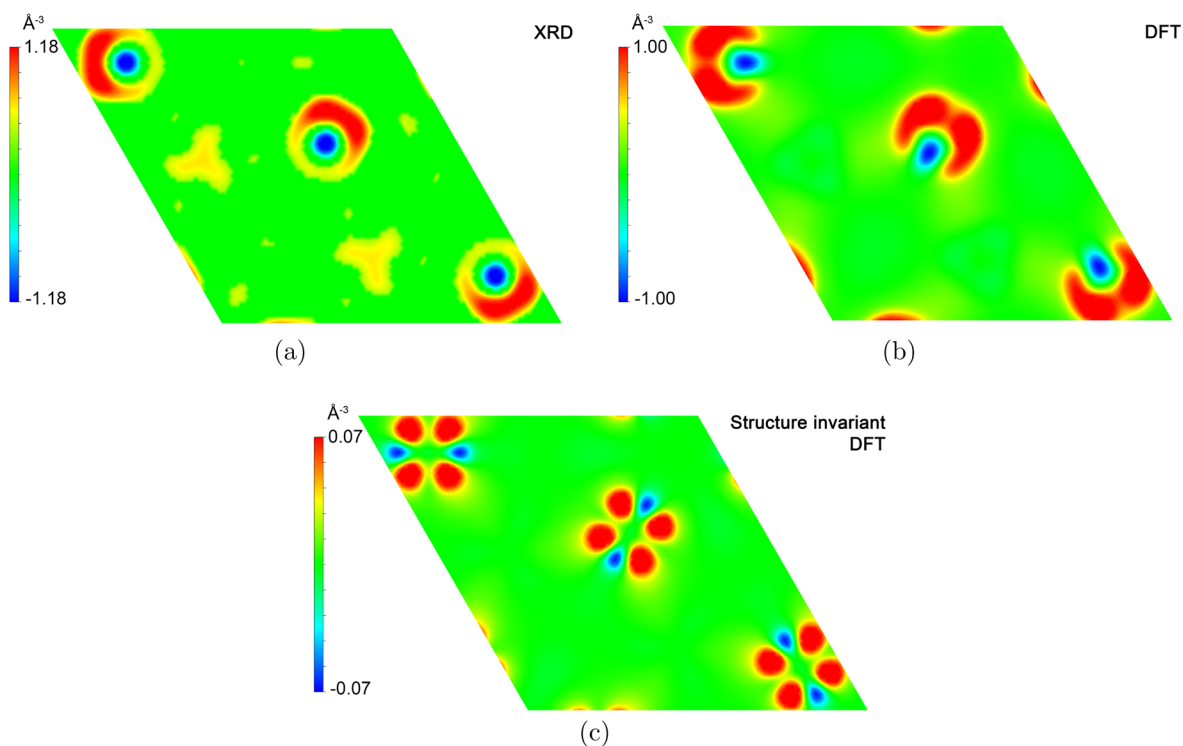 Å-3
1.18
-1.18
XRD
(a)
Å-3
1.00
-1.00
DFT
(b)
Å-3
0.07
-0.07
Structure invariant
DFT
(c)